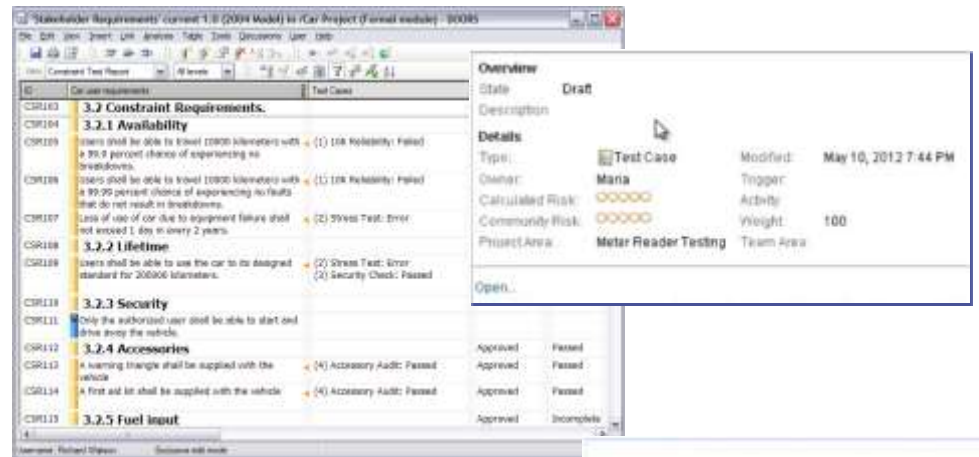 'Stakeholder Requirements' current 1.0 (2004 Model) in /Car Project (Formal module) - DOORS
File Edit View Insert Link Analysis Table Tools Discussions User Help
View Constraint Test Report All levels
ID Car user requirements Test Cases
CSR103 3.2 Constraint Requirements.
CSR104 3.2.1 Availability
CSR105 Users shall be able to travel 10000 kilometers with (1) 10K Reliability: Failed
a 99.9 percent chance of experiencing no
breakdowns.
CSR106 Users shall be able to travel 10000 kilometers with (1) 10K Reliability: Failed
a 99.90 percent chance of experiencing no faults
that do not result in breakdowns.
CSR107 Loss of use of car due to equipment failure shall (2) Stress Test: Error
not exceed 1 day in every 2 years.
CSR108 3.2.2 Lifetime
CSR109 Users shall be able to use the car to its designed (2) Stress Test: Error
standard for 200000 kilometers. (3) Security Check: Passed
CSR110 3.2.3 Security
CSR111 Only the authorized user shall be able to start and
drive away the vehicle.
CSR112 3.2.4 Accessories Approved Passed
CSR113 A warning triangle shall be supplied with the (4) Accessory Audit: Passed Approved Passed
vehicle
CSR114 A first aid kit shall be supplied with the vehicle (4) Accessory Audit: Passed Approved Passed
CSR115 3.2.5 Fuel input Approved Incomplete
Username: Richard Watson Exclusive edit mode
Overview
State Draft
Description
Details
Type: Test Case Modified: May 10, 2012 7:44 PM
Owner: Maria Trigger:
Calculated Risk: Activity
Community Risk: Weight: 100
Project Area: Meter Reader Testing Team Area
Open...